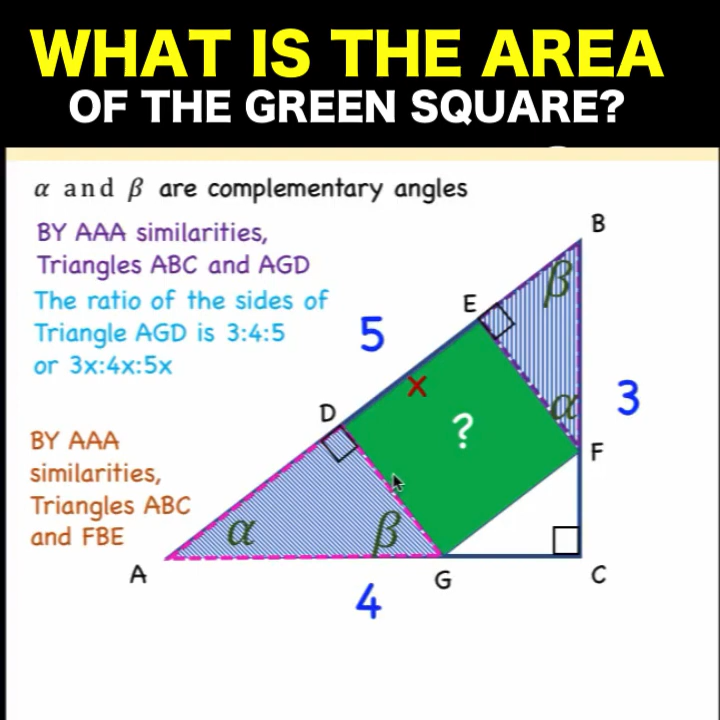 WHAT IS THE AREA
OF THE GREEN SQUARE?
α and β are complementary angles
BY AAA similarities,
Triangles ABC and AGD
The ratio of the sides of
Triangle AGD is 3:4:5
or 3x:4x:5x
BY AAA
similarities,
Triangles ABC
and FBE
B
β
E
5
x
3
α
D
?
F
α
β
A
G
C
4